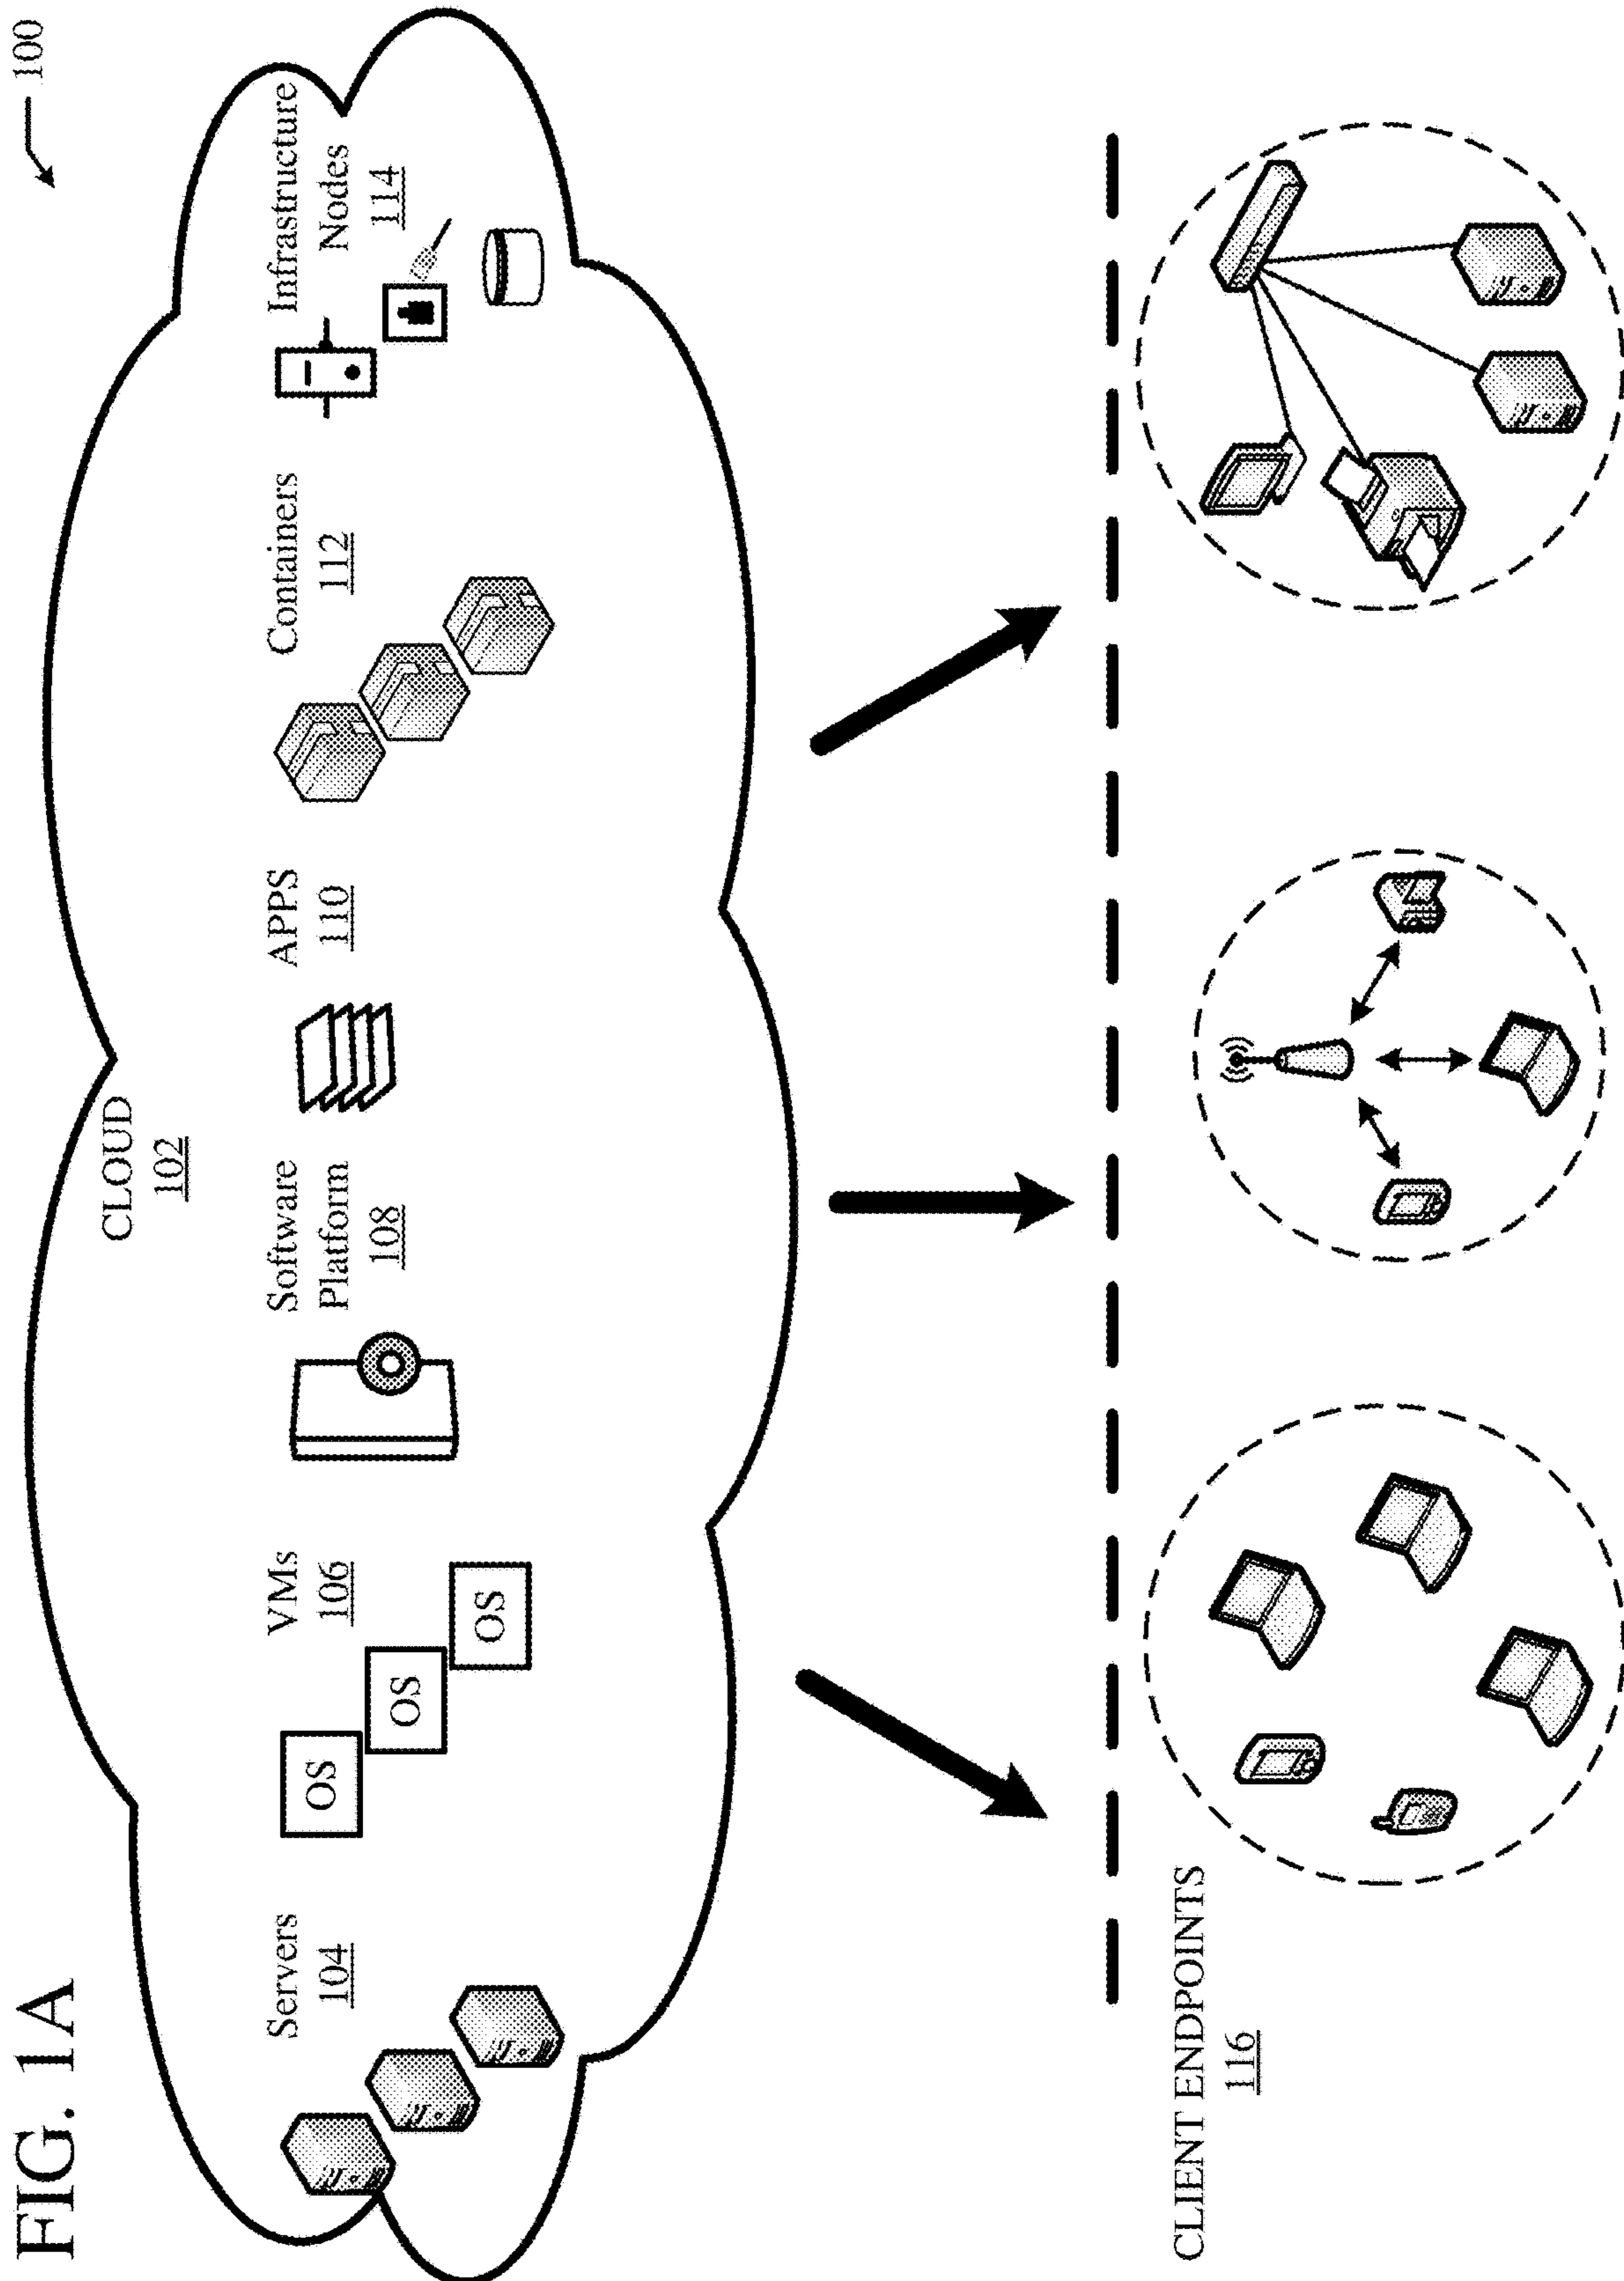 FIG. 1A
100
CLOUD
102
Servers
104
VMs
106
Software
Platform
108
APPS
110
Containers
112
Infrastructure
Nodes
114
OS
OS
OS
CLIENT ENDPOINTS
116